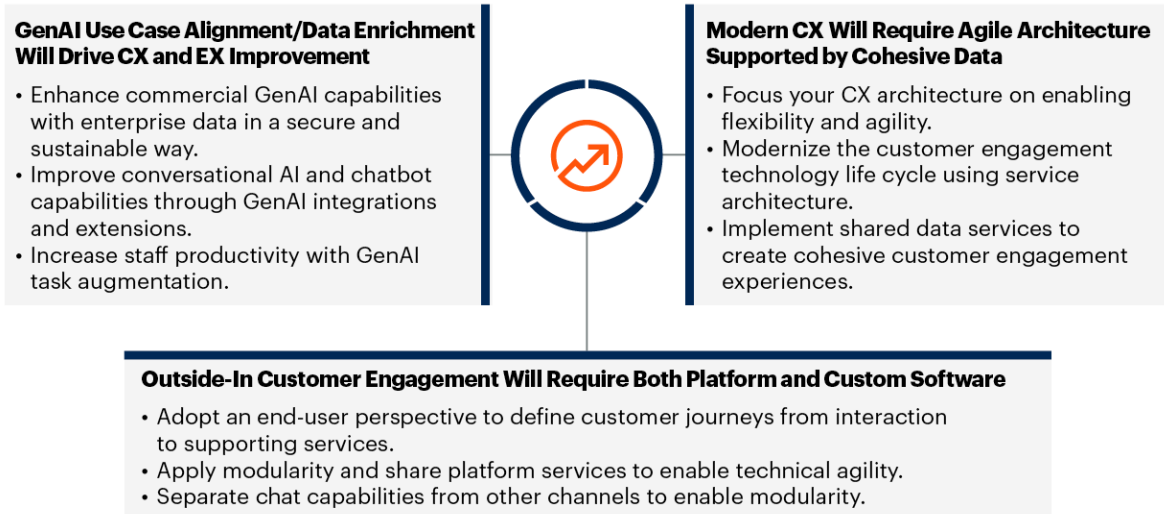 GenAI Use Case Alignment/Data Enrichment
Will Drive CX and EX Improvement
• Enhance commercial GenAI capabilities
with enterprise data in a secure and
sustainable way.
• Improve conversational AI and chatbot
capabilities through GenAI integrations
and extensions.
• Increase staff productivity with GenAI
task augmentation.
Modern CX Will Require Agile Architecture
Supported by Cohesive Data
• Focus your CX architecture on enabling
flexibility and agility.
• Modernize the customer engagement
technology life cycle using service
architecture.
• Implement shared data services to
create cohesive customer engagement
experiences.
Outside-In Customer Engagement Will Require Both Platform and Custom Software
• Adopt an end-user perspective to define customer journeys from interaction
to supporting services.
• Apply modularity and share platform services to enable technical agility.
• Separate chat capabilities from other channels to enable modularity.